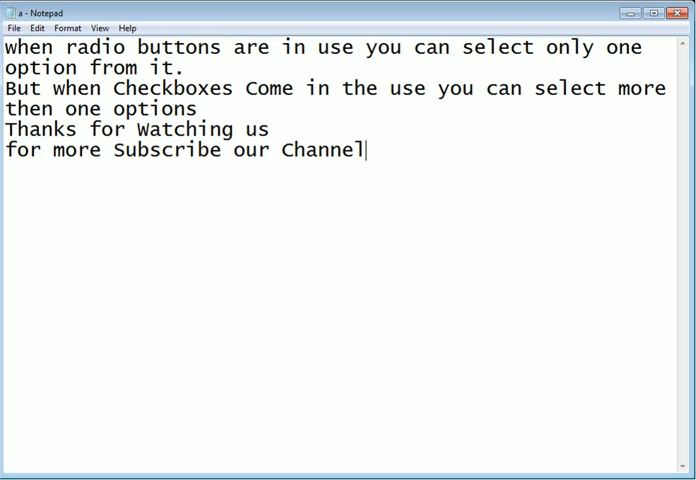 a - Notepad
File Edit Format View Help
when radio buttons are in use you can select only one
option from it.
But when Checkboxes Come in the use you can select more
then one options
Thanks for Watching us
for more Subscribe our Channel